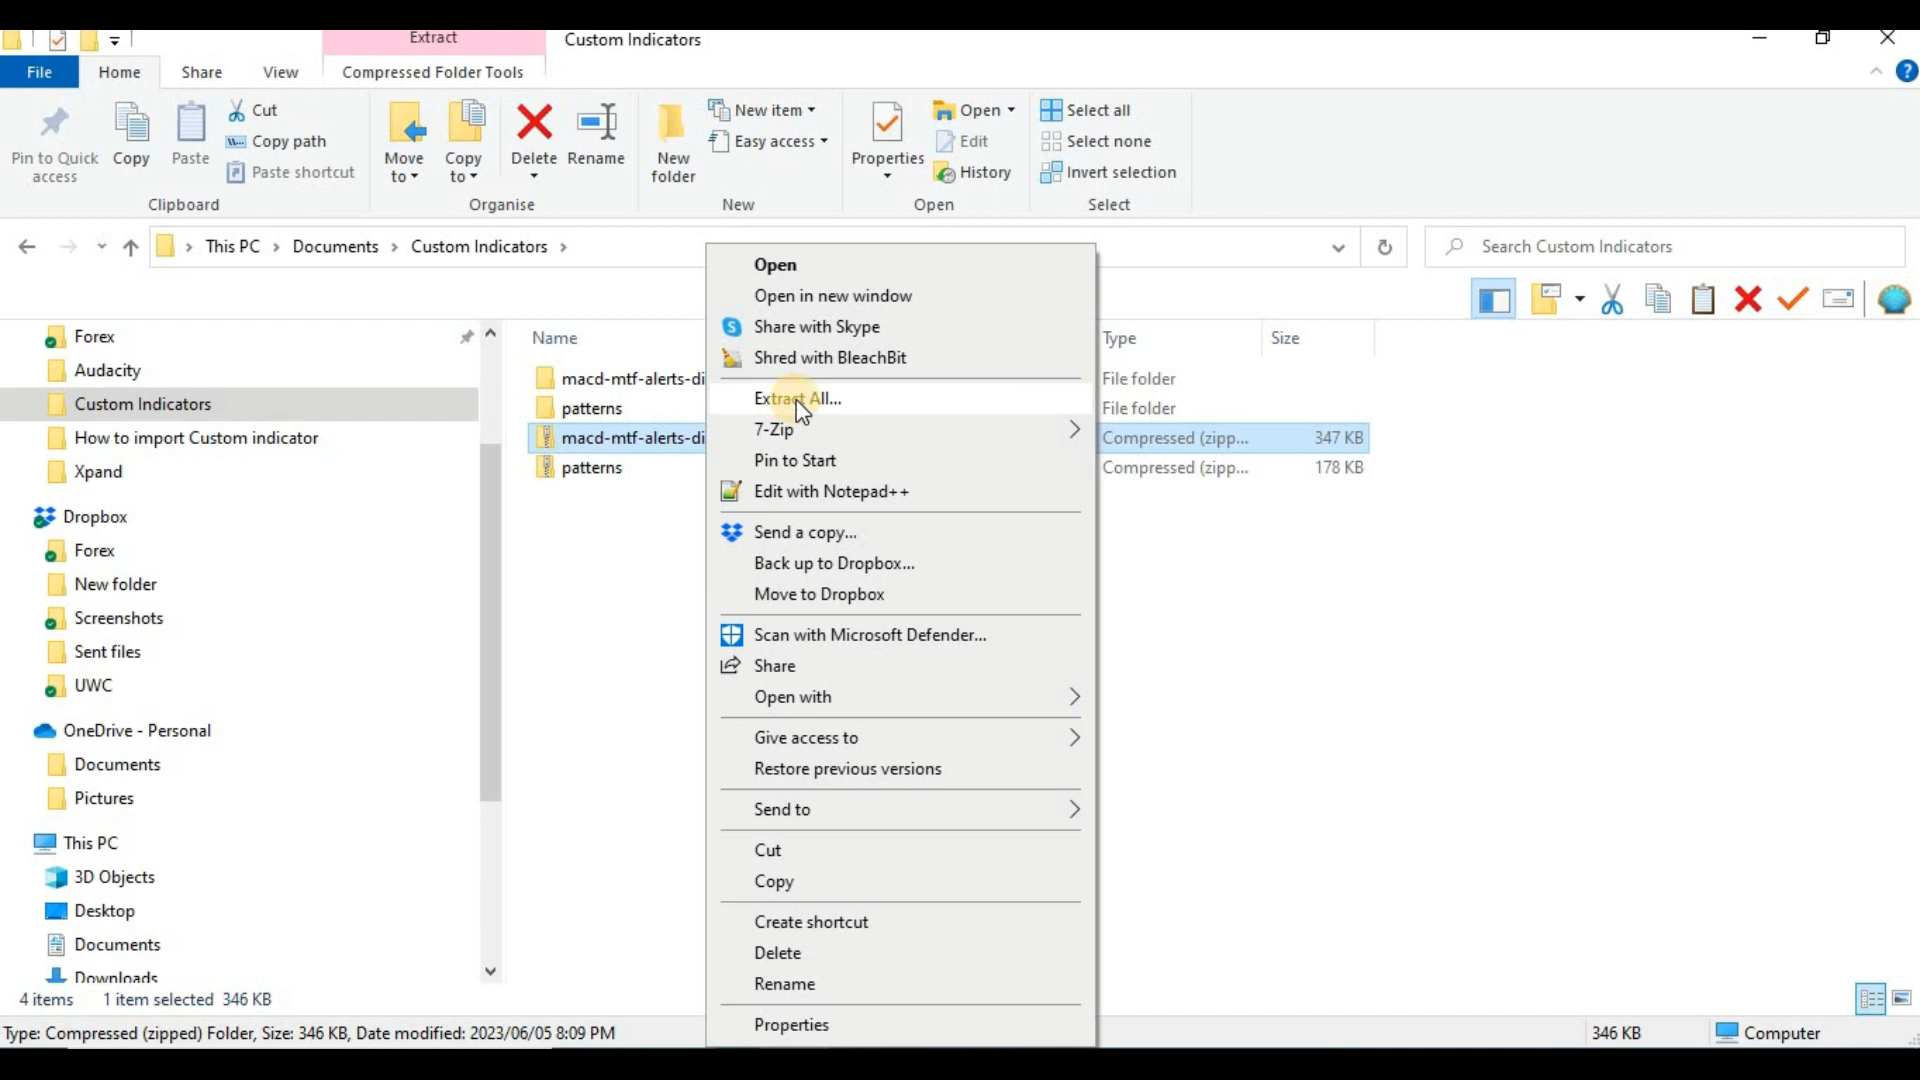 Extract
Custom Indicators
File
Home
Share
View
Compressed Folder Tools
Pin to Quick access
Copy
Paste
Cut
Copy path
Paste shortcut
Clipboard
Move to
Copy to
Delete
Rename
Organise
New folder
New item
Easy access
New
Properties
Open
Edit
History
Open
Select all
Select none
Invert selection
Select
This PC > Documents > Custom Indicators >
Search Custom Indicators
Forex
Audacity
Custom Indicators
How to import Custom indicator
Xpand
Dropbox
Forex
New folder
Screenshots
Sent files
UWC
OneDrive - Personal
Documents
Pictures
This PC
3D Objects
Desktop
Documents
Downloads
Name
Type
Size
macd-mtf-alerts-di
File folder
patterns
File folder
macd-mtf-alerts-di
Compressed (zipp...
347 KB
patterns
Compressed (zipp...
178 KB
Open
Open in new window
Share with Skype
Shred with BleachBit
Extract All...
7-Zip
Pin to Start
Edit with Notepad++
Send a copy...
Back up to Dropbox...
Move to Dropbox
Scan with Microsoft Defender...
Share
Open with
Give access to
Restore previous versions
Send to
Cut
Copy
Create shortcut
Delete
Rename
Properties
4 items
1 item selected 346 KB
Type: Compressed (zipped) Folder, Size: 346 KB, Date modified: 2023/06/05 8:09 PM
346 KB
Computer